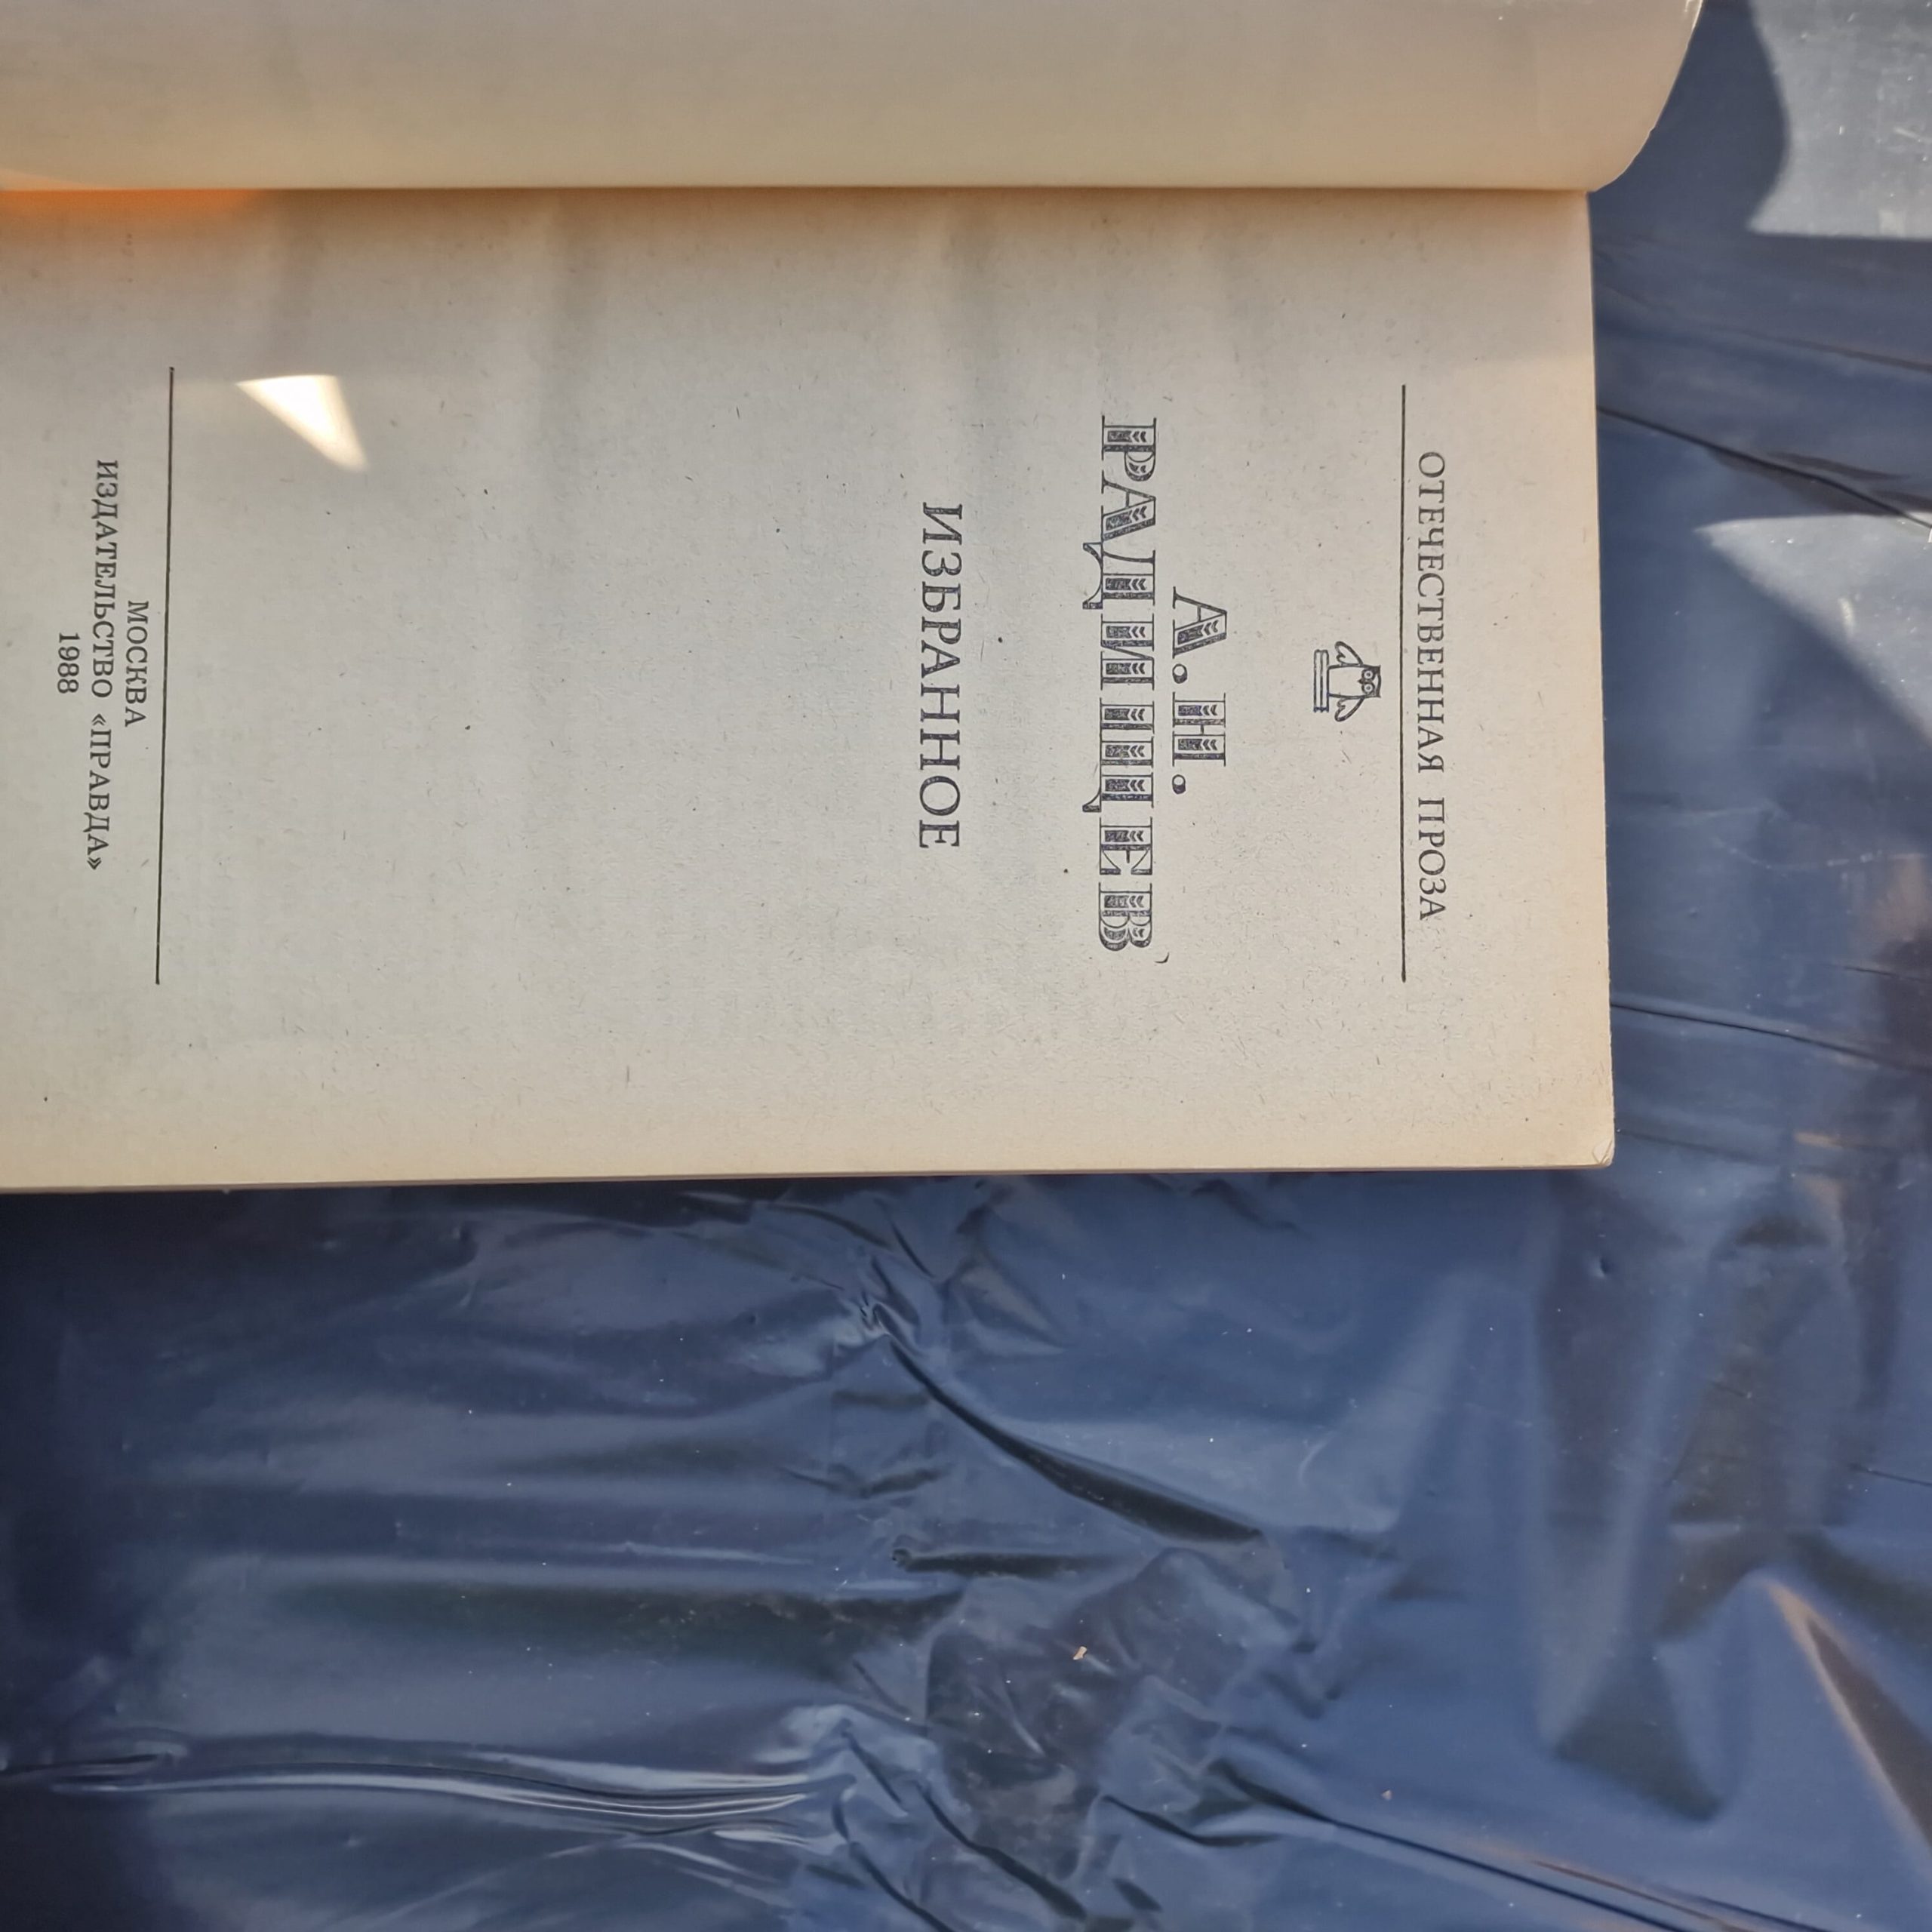 ОТЕЧЕСТВЕННАЯ ПРОЗА
А.Н.
РАДИЩЕВ
ИЗБРАННОЕ
МОСКВА
ИЗДАТЕЛЬСТВО «ПРАВДА»
1988